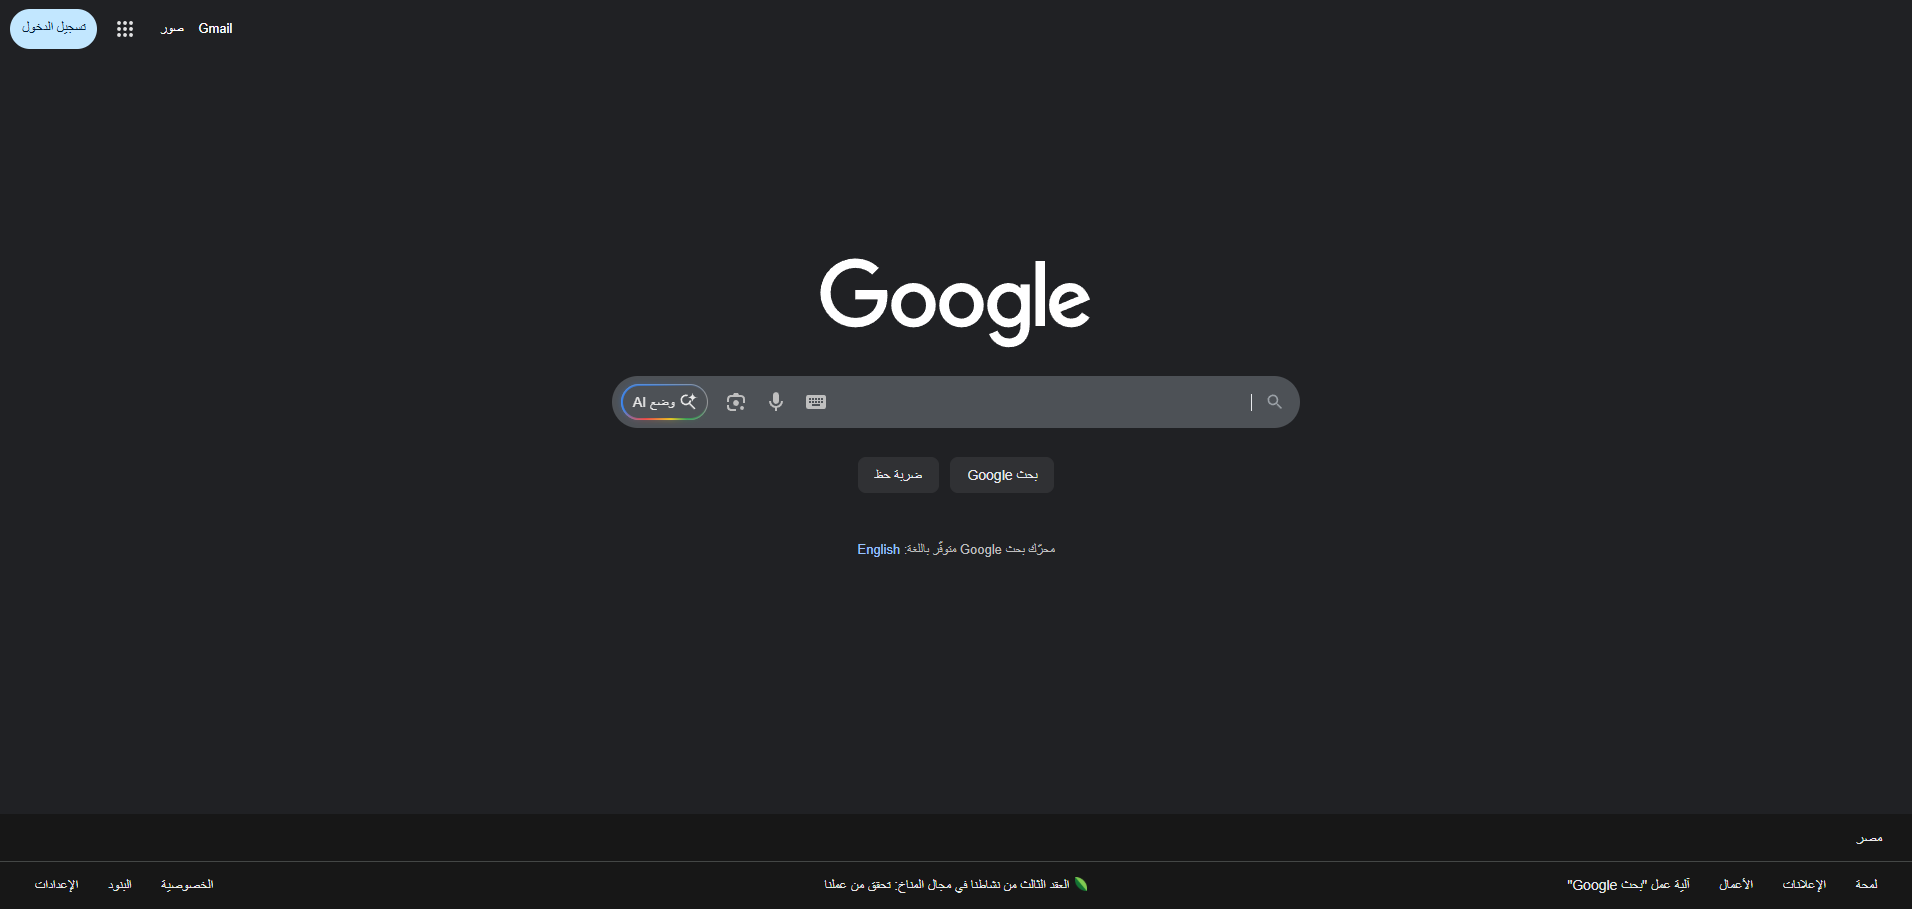 Gmail
صور
تسجيل الدخول
Google
وضع AI
بحث Google
ضربة حظ
محرّك بحث Google متوفّر باللغة: English
مصر
لمحة
الإعلانات
الأعمال
آلية عمل "بحث Google"
العقد الثالث من نشاطنا في مجال المناخ: تحقق من عملنا
الخصوصية
البنود
الإعدادات